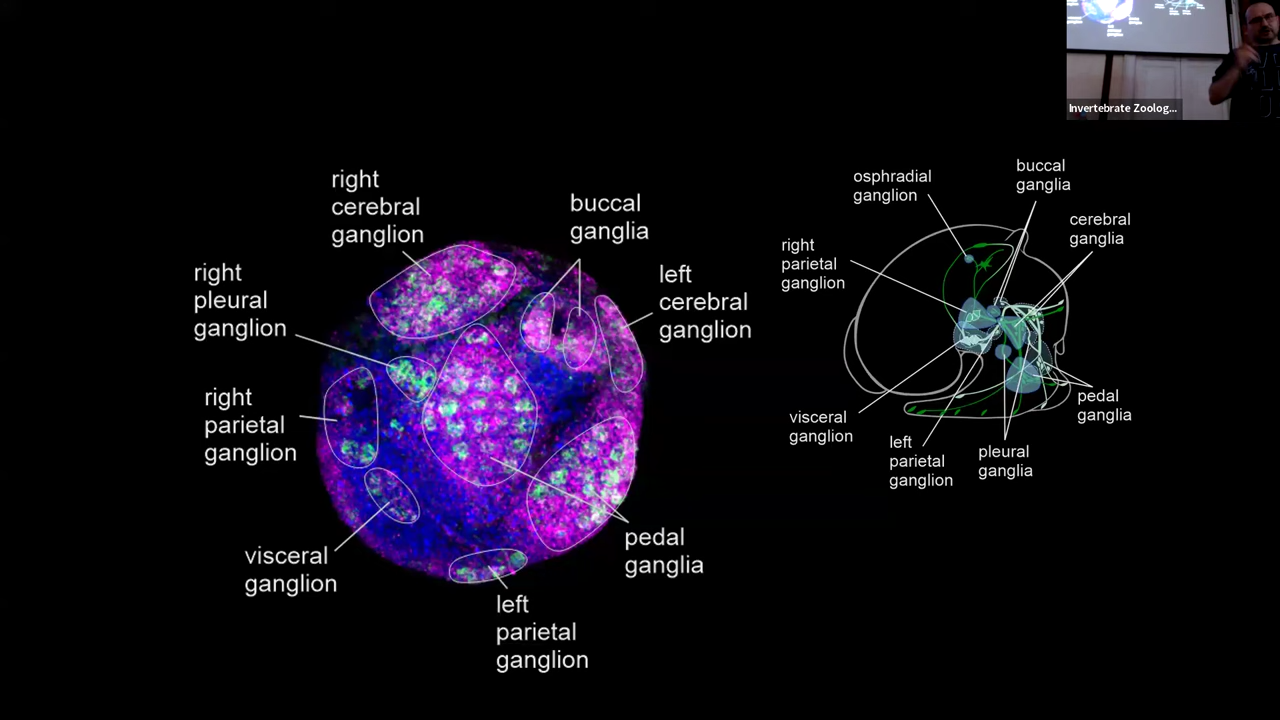 Invertebrate Zoolog...
right
cerebral
ganglion
buccal
ganglia
left
cerebral
ganglion
right
pleural
ganglion
right
parietal
ganglion
visceral
ganglion
left
parietal
ganglion
pedal
ganglia
osphradial
ganglion
buccal
ganglia
cerebral
ganglia
right
parietal
ganglion
visceral
ganglion
left
parietal
ganglion
pleural
ganglia
pedal
ganglia